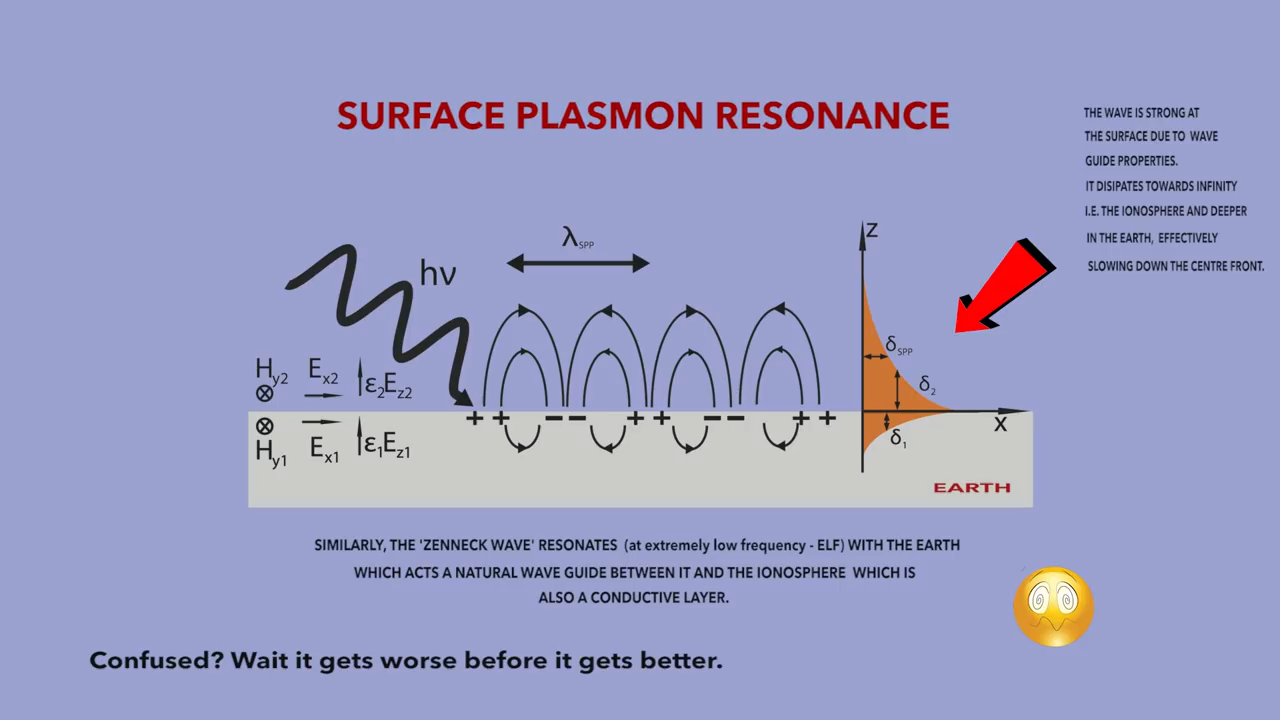 SURFACE PLASMON RESONANCE
THE WAVE IS STRONG AT
THE SURFACE DUE TO WAVE
GUIDE PROPERTIES.
IT DISIPATES TOWARDS INFINITY
I.E. THE IONOSPHERE AND DEEPER
IN THE EARTH, EFFECTIVELY
SLOWING DOWN THE CENTRE FRONT.
λSPP
z
hν
δSPP
Hy2 Ex2 ε2Ez2
δ2
+ + − − + + − − + +
x
Hy1 Ex1 ε1Ez1
δ1
EARTH
SIMILARLY, THE 'ZENNECK WAVE' RESONATES (at extremely low frequency - ELF) WITH THE EARTH
WHICH ACTS A NATURAL WAVE GUIDE BETWEEN IT AND THE IONOSPHERE WHICH IS
ALSO A CONDUCTIVE LAYER.
Confused? Wait it gets worse before it gets better.